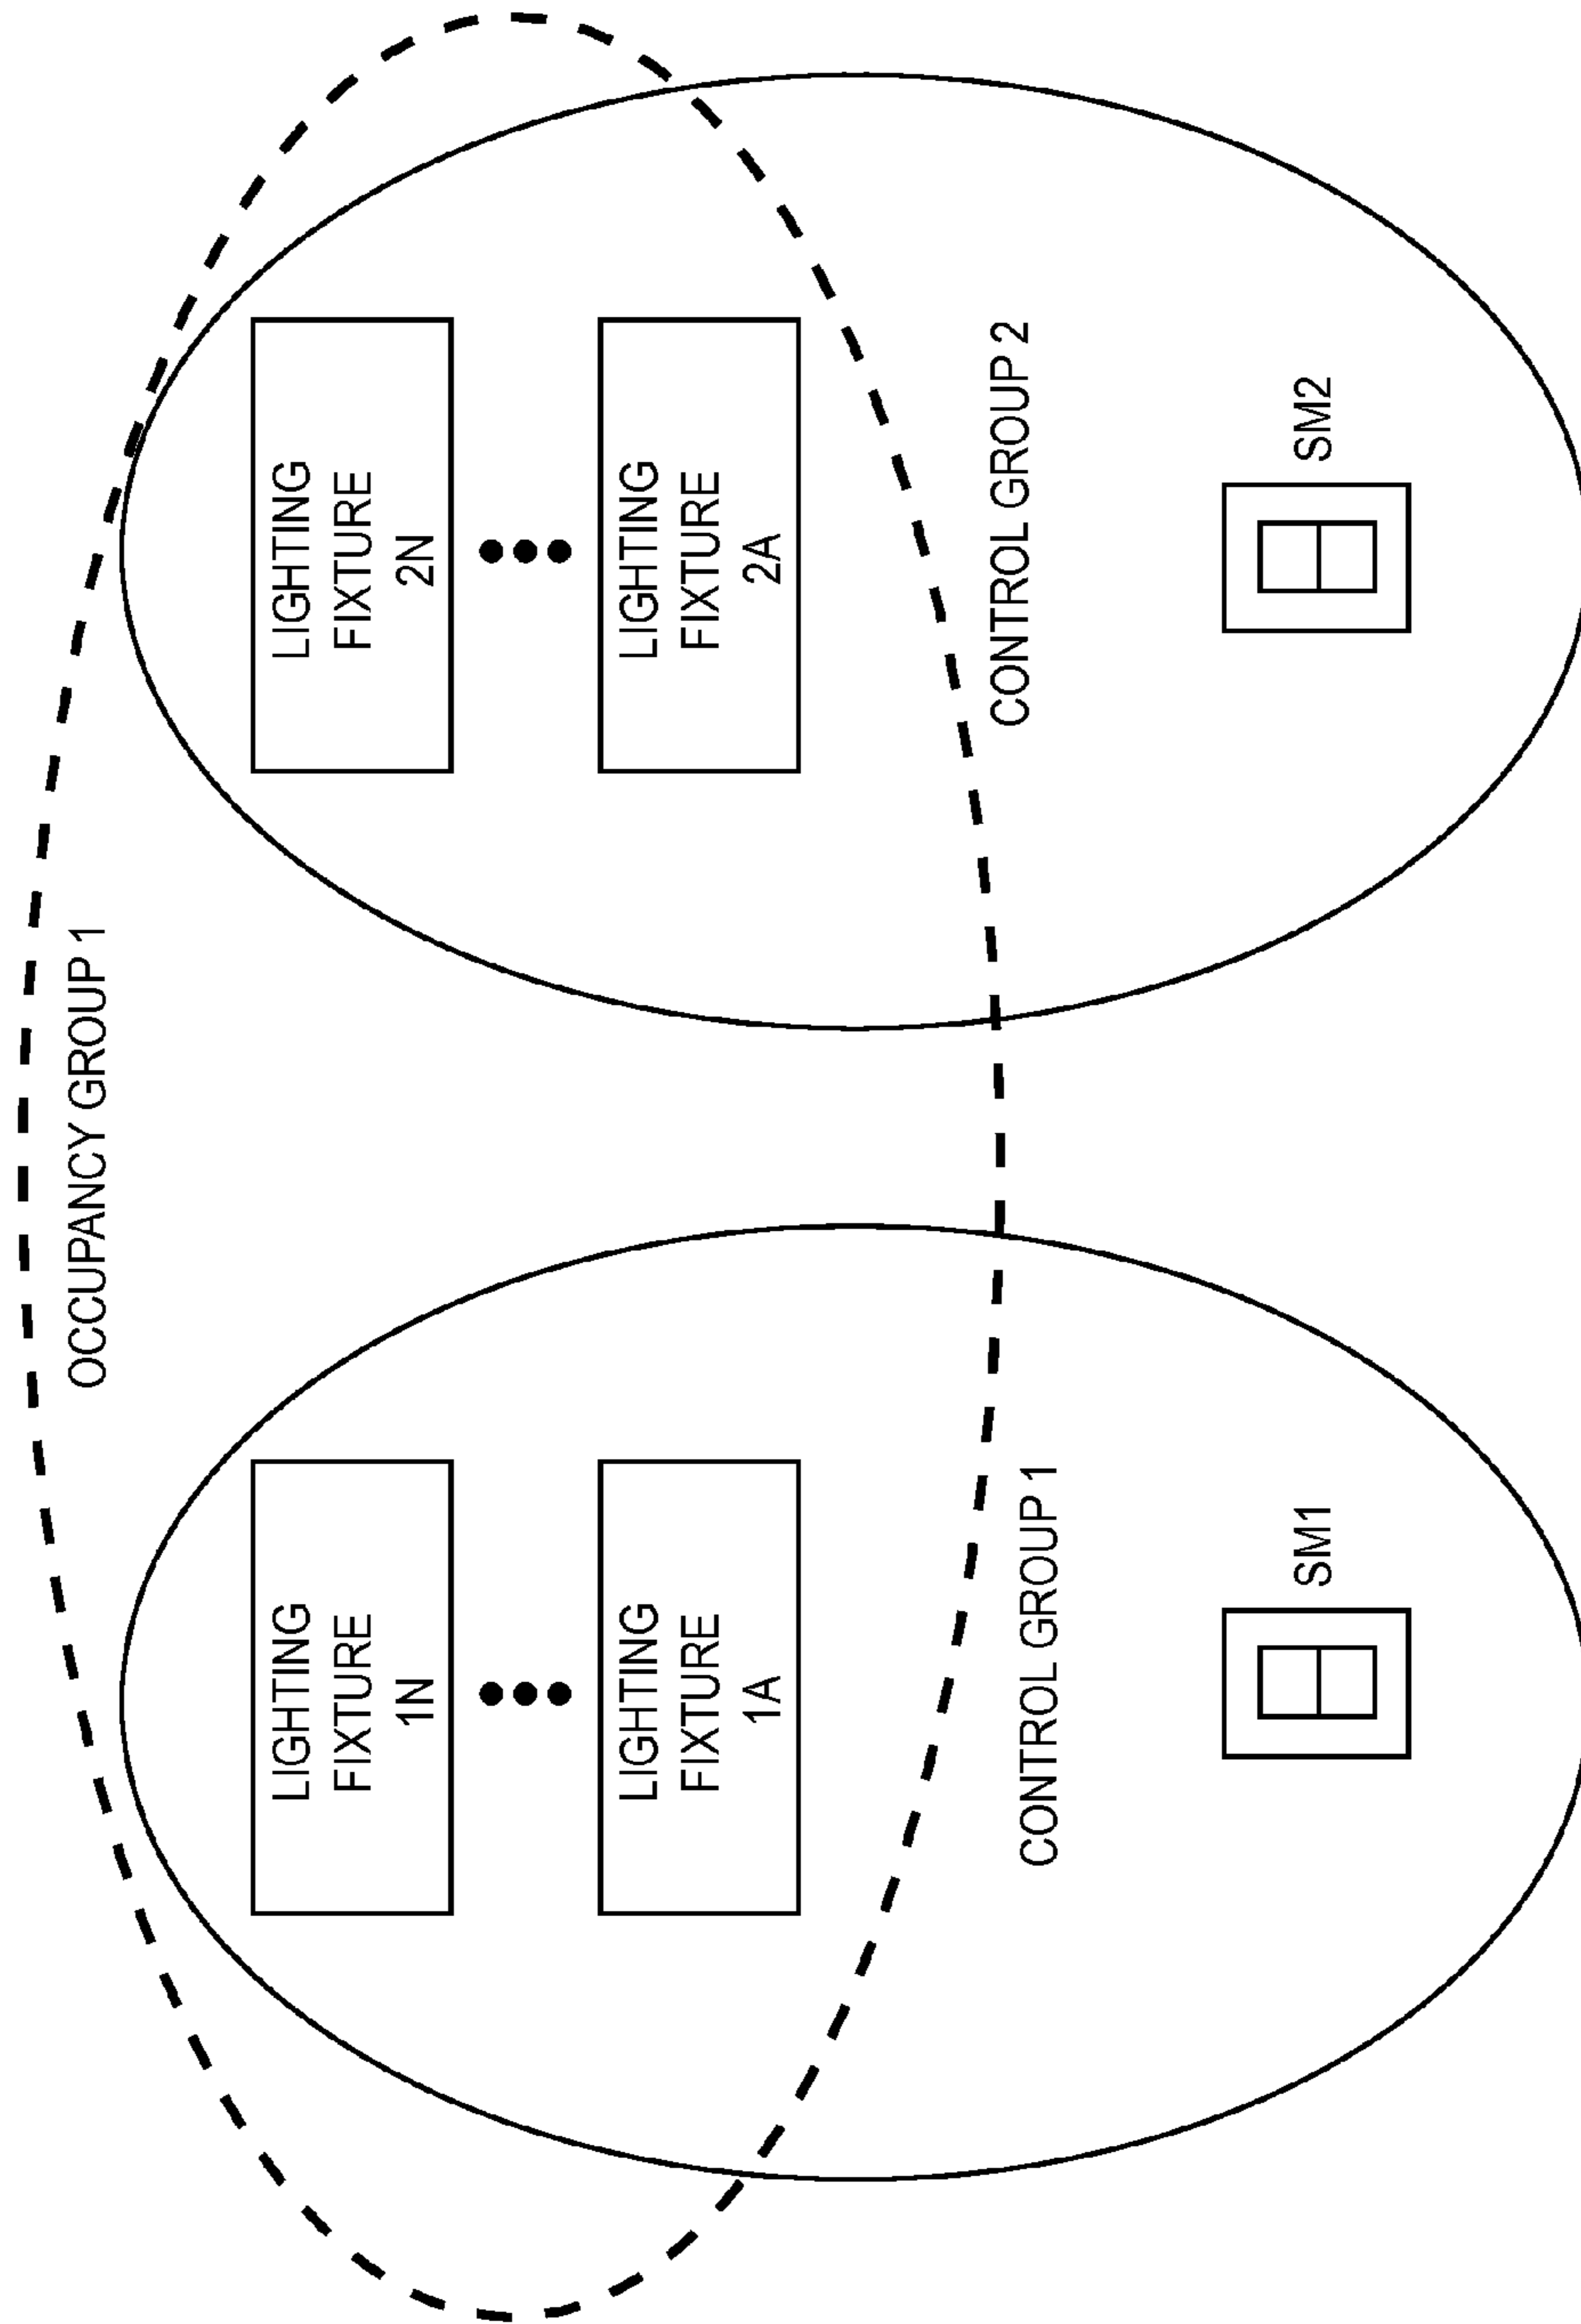 OCCUPANCY GROUP 1
LIGHTING
FIXTURE
1N
LIGHTING
FIXTURE
1A
CONTROL GROUP 1
SM1
LIGHTING
FIXTURE
2N
LIGHTING
FIXTURE
2A
CONTROL GROUP 2
SM2